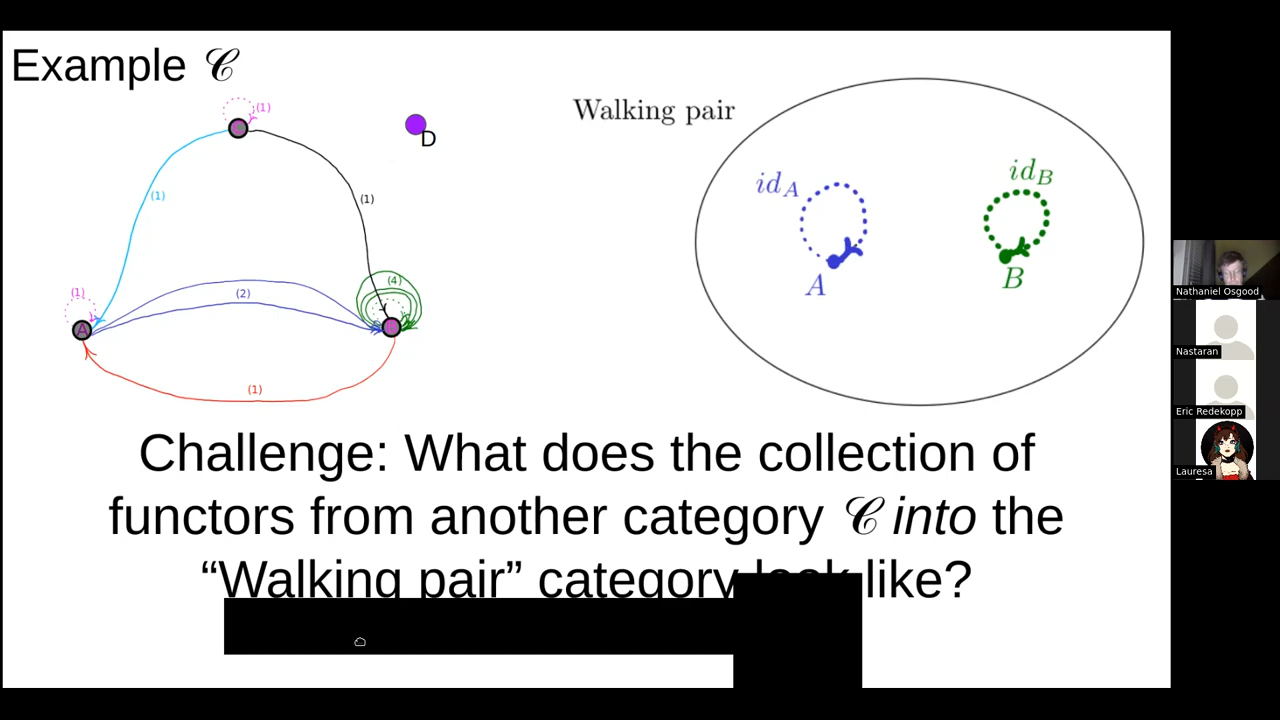 Example 𝒞
Walking pair
(1)
D
(1)
(1)
(1)
A
(2)
(4)
(1)
id_A
A
id_B
B
Challenge: What does the collection of
functors from another category 𝒞 into the
“Walking pair” category look like?
Nathaniel Osgood
Nastaran
Eric Redekopp
Lauresa